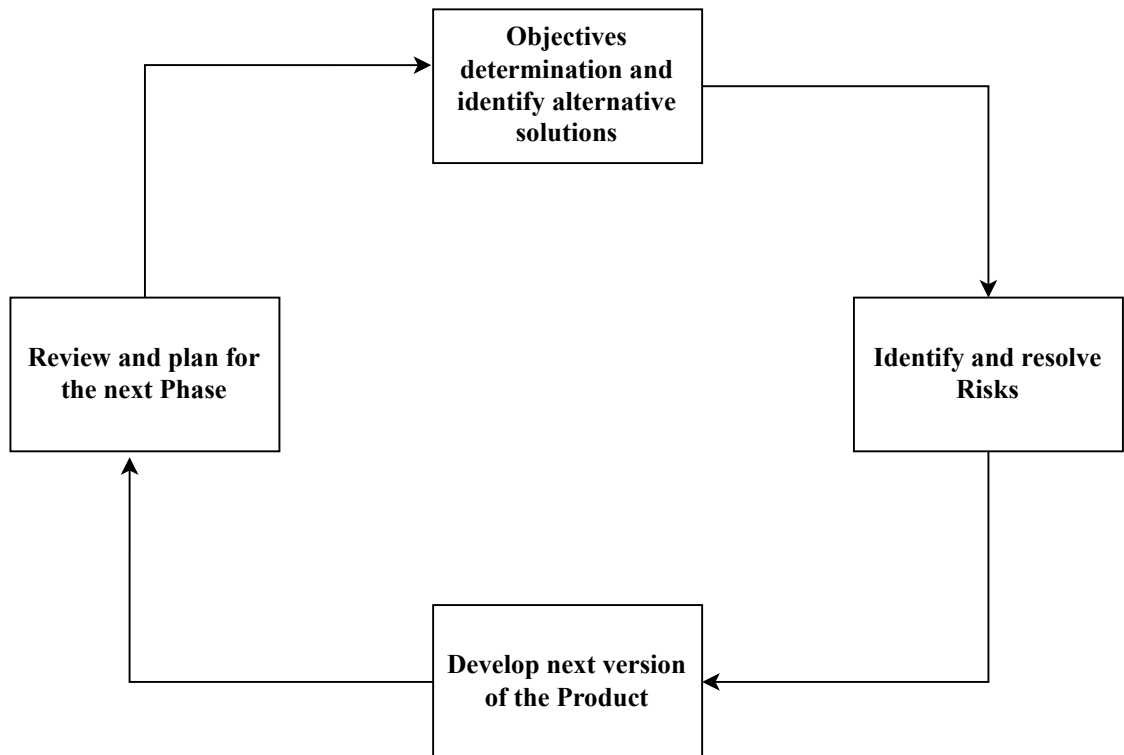 Objectives
determination and
identify alternative
solutions
Review and plan for
the next Phase
Identify and resolve
Risks
Develop next version
of the Product